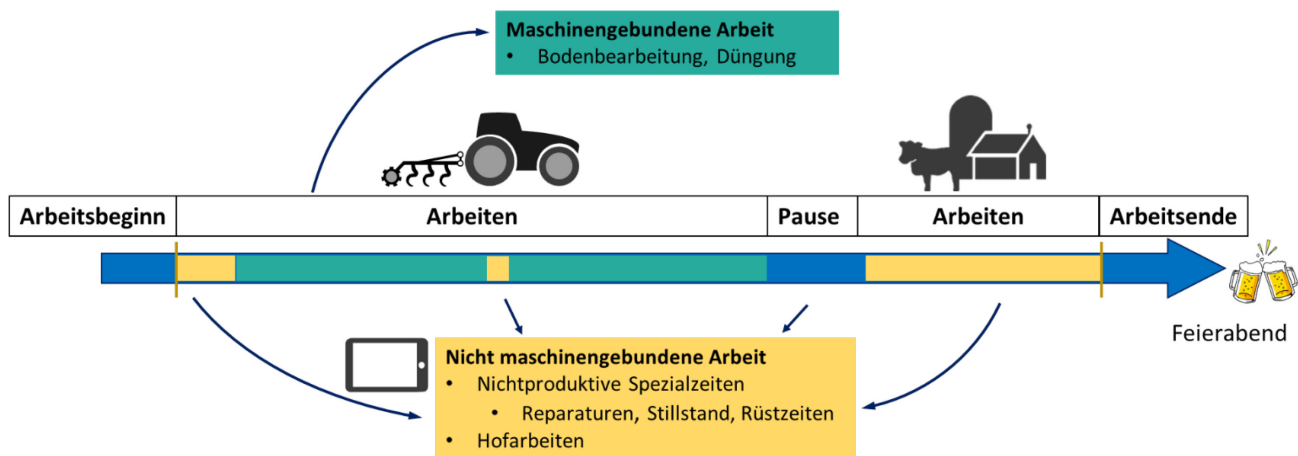 Maschinengebundene Arbeit
• Bodenbearbeitung, Düngung
Arbeitsbeginn
Arbeiten
Pause
Arbeiten
Arbeitsende
Feierabend
Nicht maschinengebundene Arbeit
• Nichtproduktive Spezialzeiten
• Reparaturen, Stillstand, Rüstzeiten
• Hofarbeiten